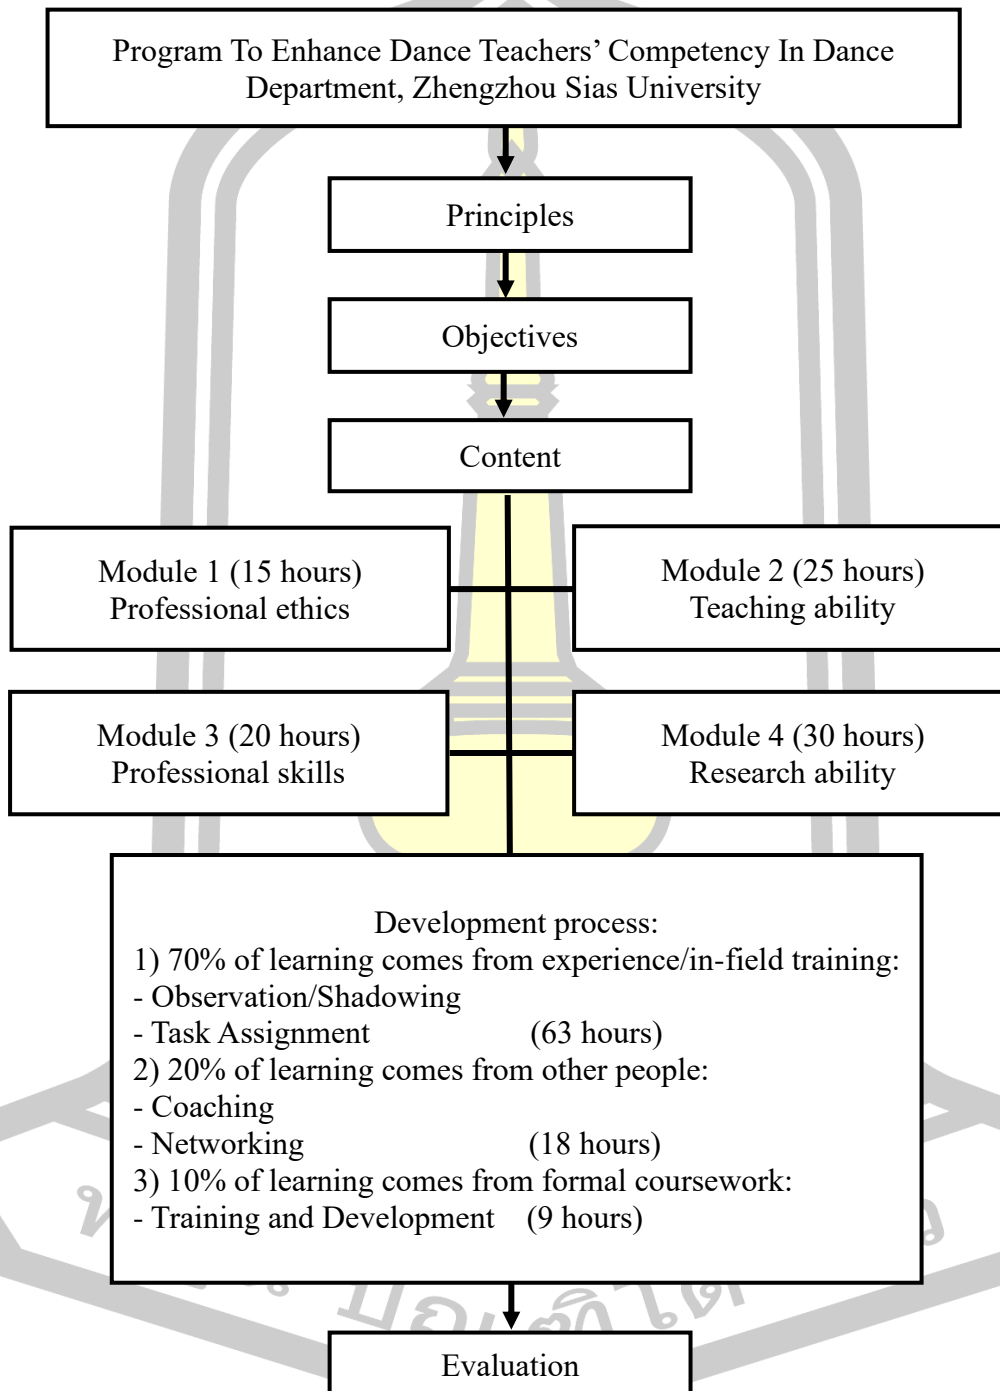 Program To Enhance Dance Teachers’ Competency In Dance
Department, Zhengzhou Sias University
Principles
Objectives
Content
Module 1 (15 hours)
Professional ethics
Module 2 (25 hours)
Teaching ability
Module 3 (20 hours)
Professional skills
Module 4 (30 hours)
Research ability
Development process:
1) 70% of learning comes from experience/in-field training:
- Observation/Shadowing
- Task Assignment (63 hours)
2) 20% of learning comes from other people:
- Coaching
- Networking (18 hours)
3) 10% of learning comes from formal coursework:
- Training and Development (9 hours)
Evaluation